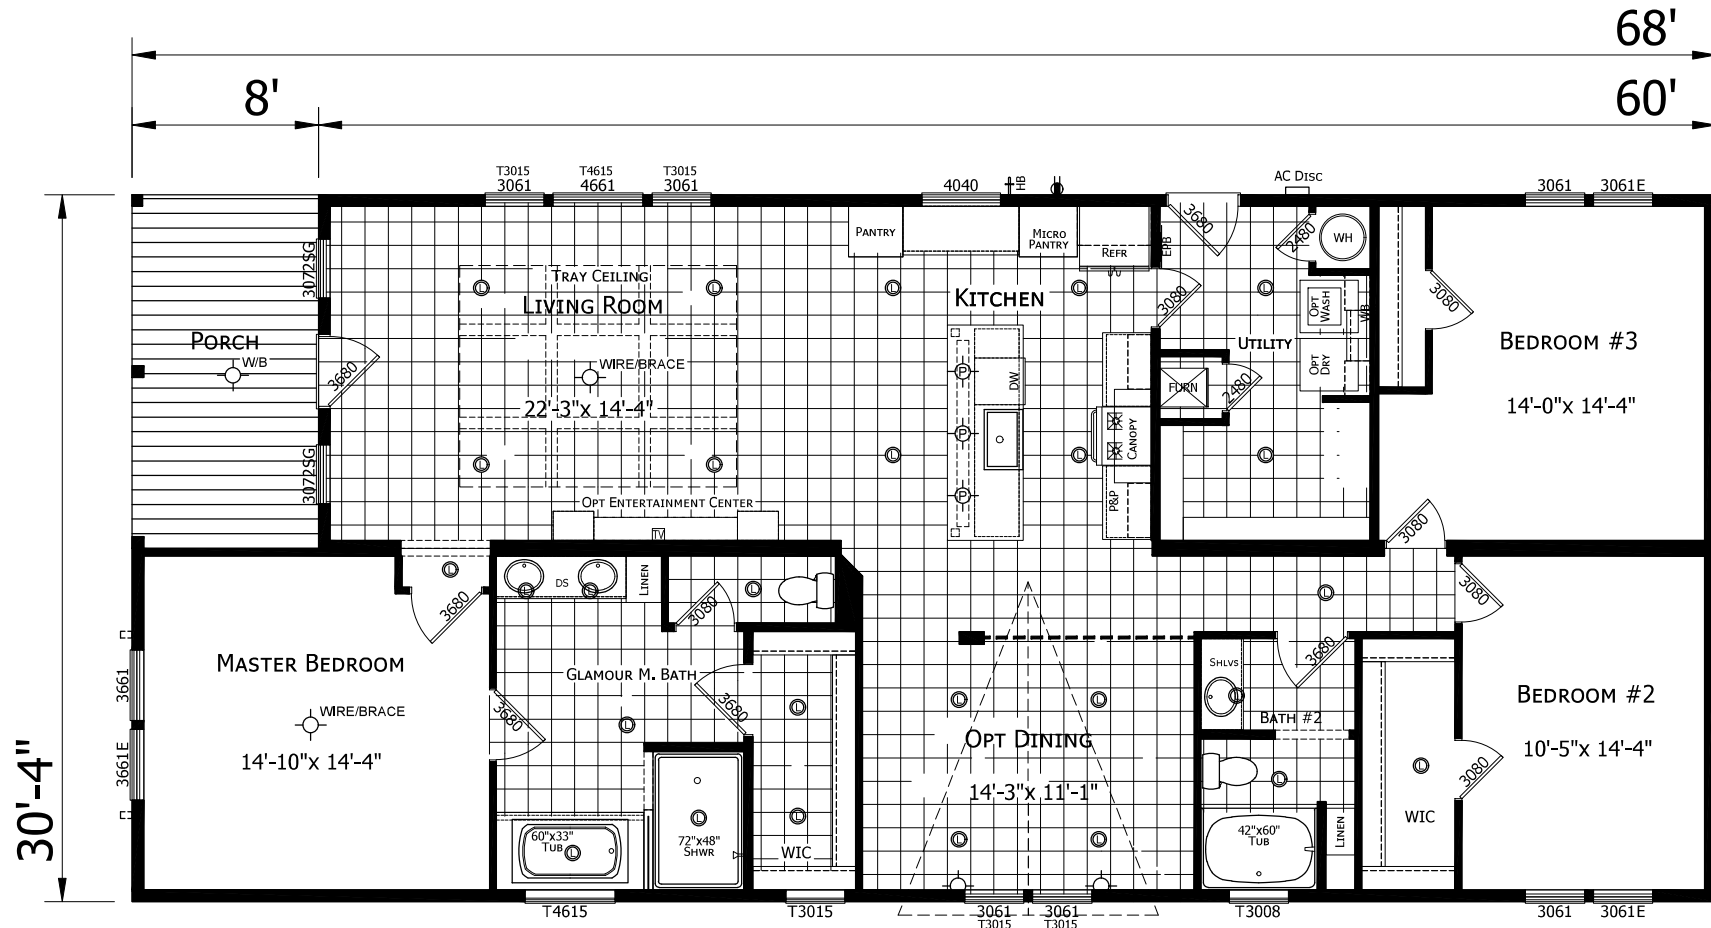 68'
8'
60'
T3015
3061
T4615
4661
T3015
3061
4040
HB
AC DISC
3061
3061E
PANTRY
MICRO
PANTRY
REFR
EPB
3680
2480
WH
3072SG
TRAY CEILING
LIVING ROOM
KITCHEN
3080
3080
OPT
WASH
WB
PORCH
W/B
3680
WIRE/BRACE
22'-3"x 14'-4"
DW
P
P
P
UTILITY
OPT
DRY
FURN
2480
BEDROOM #3
14'-0"x 14'-4"
CANOPY
3072SG
OPT ENTERTAINMENT CENTER
TV
P&P
3080
DS
LINEN
3680
3080
3080
MASTER BEDROOM
3661
WIRE/BRACE
14'-10"x 14'-4"
3661E
30'-4"
GLAMOUR M. BATH
3680
3680
SHLVS
3680
BATH #2
BEDROOM #2
10'-5"x 14'-4"
OPT DINING
14'-3"x 11'-1"
3080
WIC
60"x33"
TUB
72"x48"
SHWR
WIC
42"x60"
TUB
LINEN
T4615
T3015
3061
T3015
3061
T3015
T3008
3061
3061E